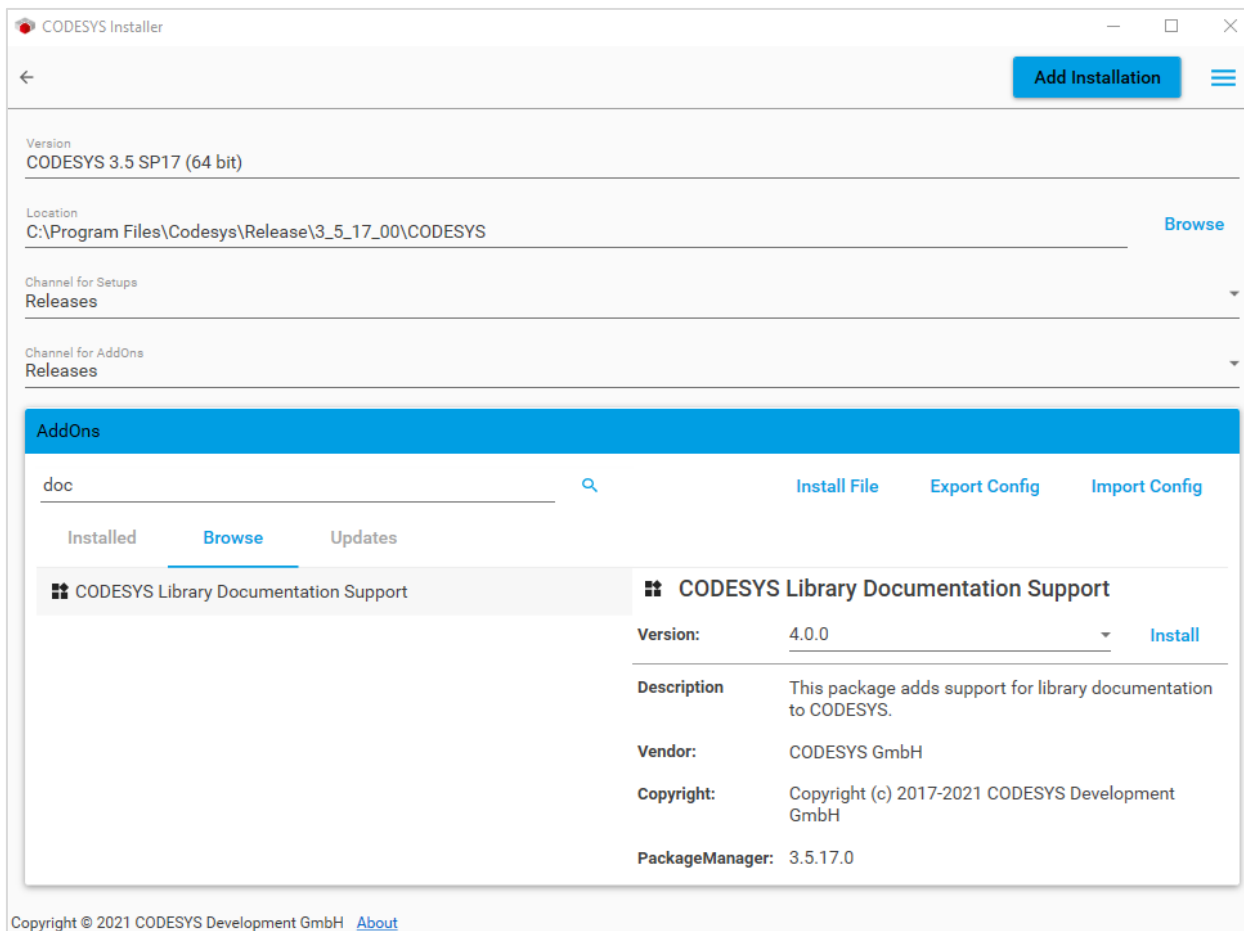 CODESYS Installer
Add Installation
Version
CODESYS 3.5 SP17 (64 bit)
Location
C:\Program Files\Codesys\Release\3_5_17_00\CODESYS
Browse
Channel for Setups
Releases
Channel for AddOns
Releases
AddOns
doc
Install File
Export Config
Import Config
Installed
Browse
Updates
CODESYS Library Documentation Support
CODESYS Library Documentation Support
Version:
4.0.0
Install
Description
This package adds support for library documentation
to CODESYS.
Vendor:
CODESYS GmbH
Copyright:
Copyright (c) 2017-2021 CODESYS Development
GmbH
PackageManager:
3.5.17.0
Copyright © 2021 CODESYS Development GmbH About